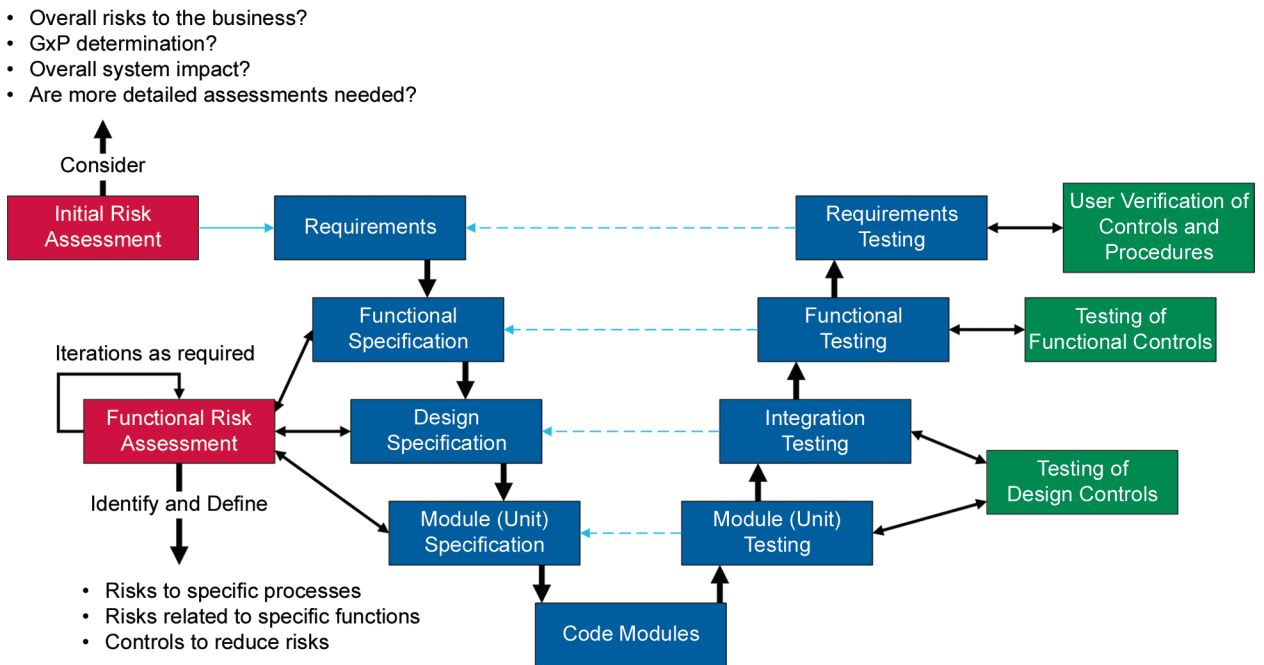 • Overall risks to the business?
• GxP determination?
• Overall system impact?
• Are more detailed assessments needed?
Consider
Initial Risk
Assessment
Requirements
Requirements
Testing
User Verification of
Controls and
Procedures
Functional
Specification
Functional
Testing
Testing of
Functional Controls
Iterations as required
Functional Risk
Assessment
Design
Specification
Integration
Testing
Testing of
Design Controls
Identify and Define
Module (Unit)
Specification
Module (Unit)
Testing
• Risks to specific processes
• Risks related to specific functions
• Controls to reduce risks
Code Modules